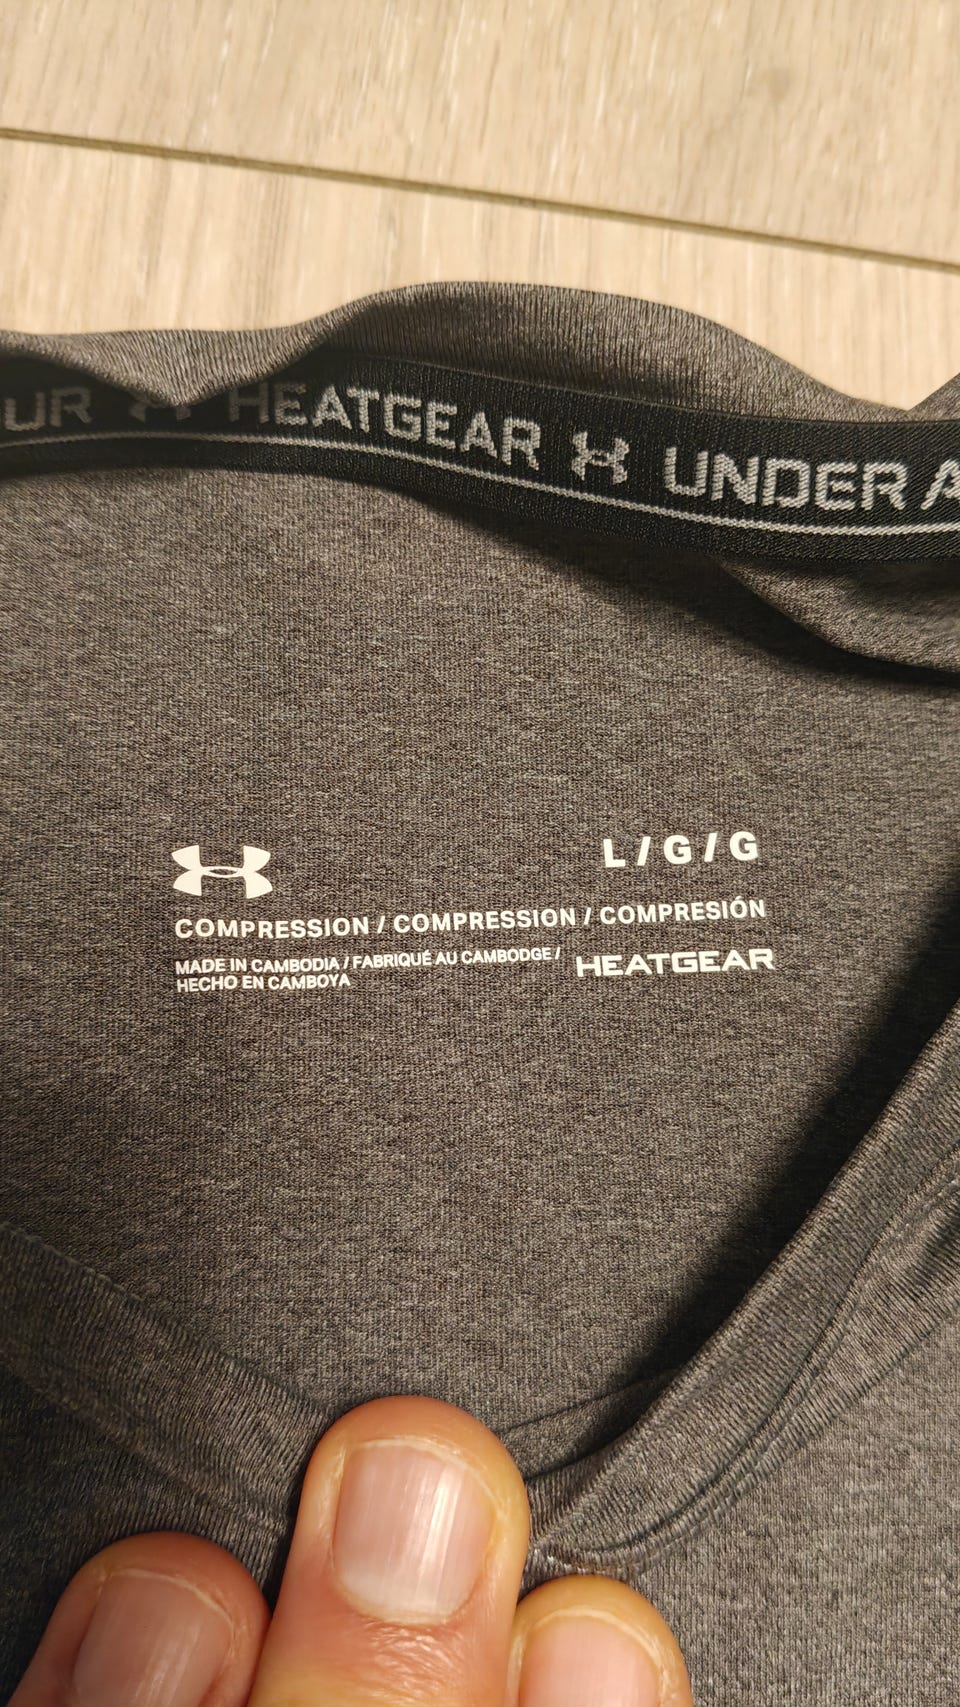 UR HEATGEAR UNDER A
L / G / G
COMPRESSION / COMPRESSION / COMPRESIÓN
MADE IN CAMBODIA / FABRIQUÉ AU CAMBODGE /
HECHO EN CAMBOYA
HEATGEAR